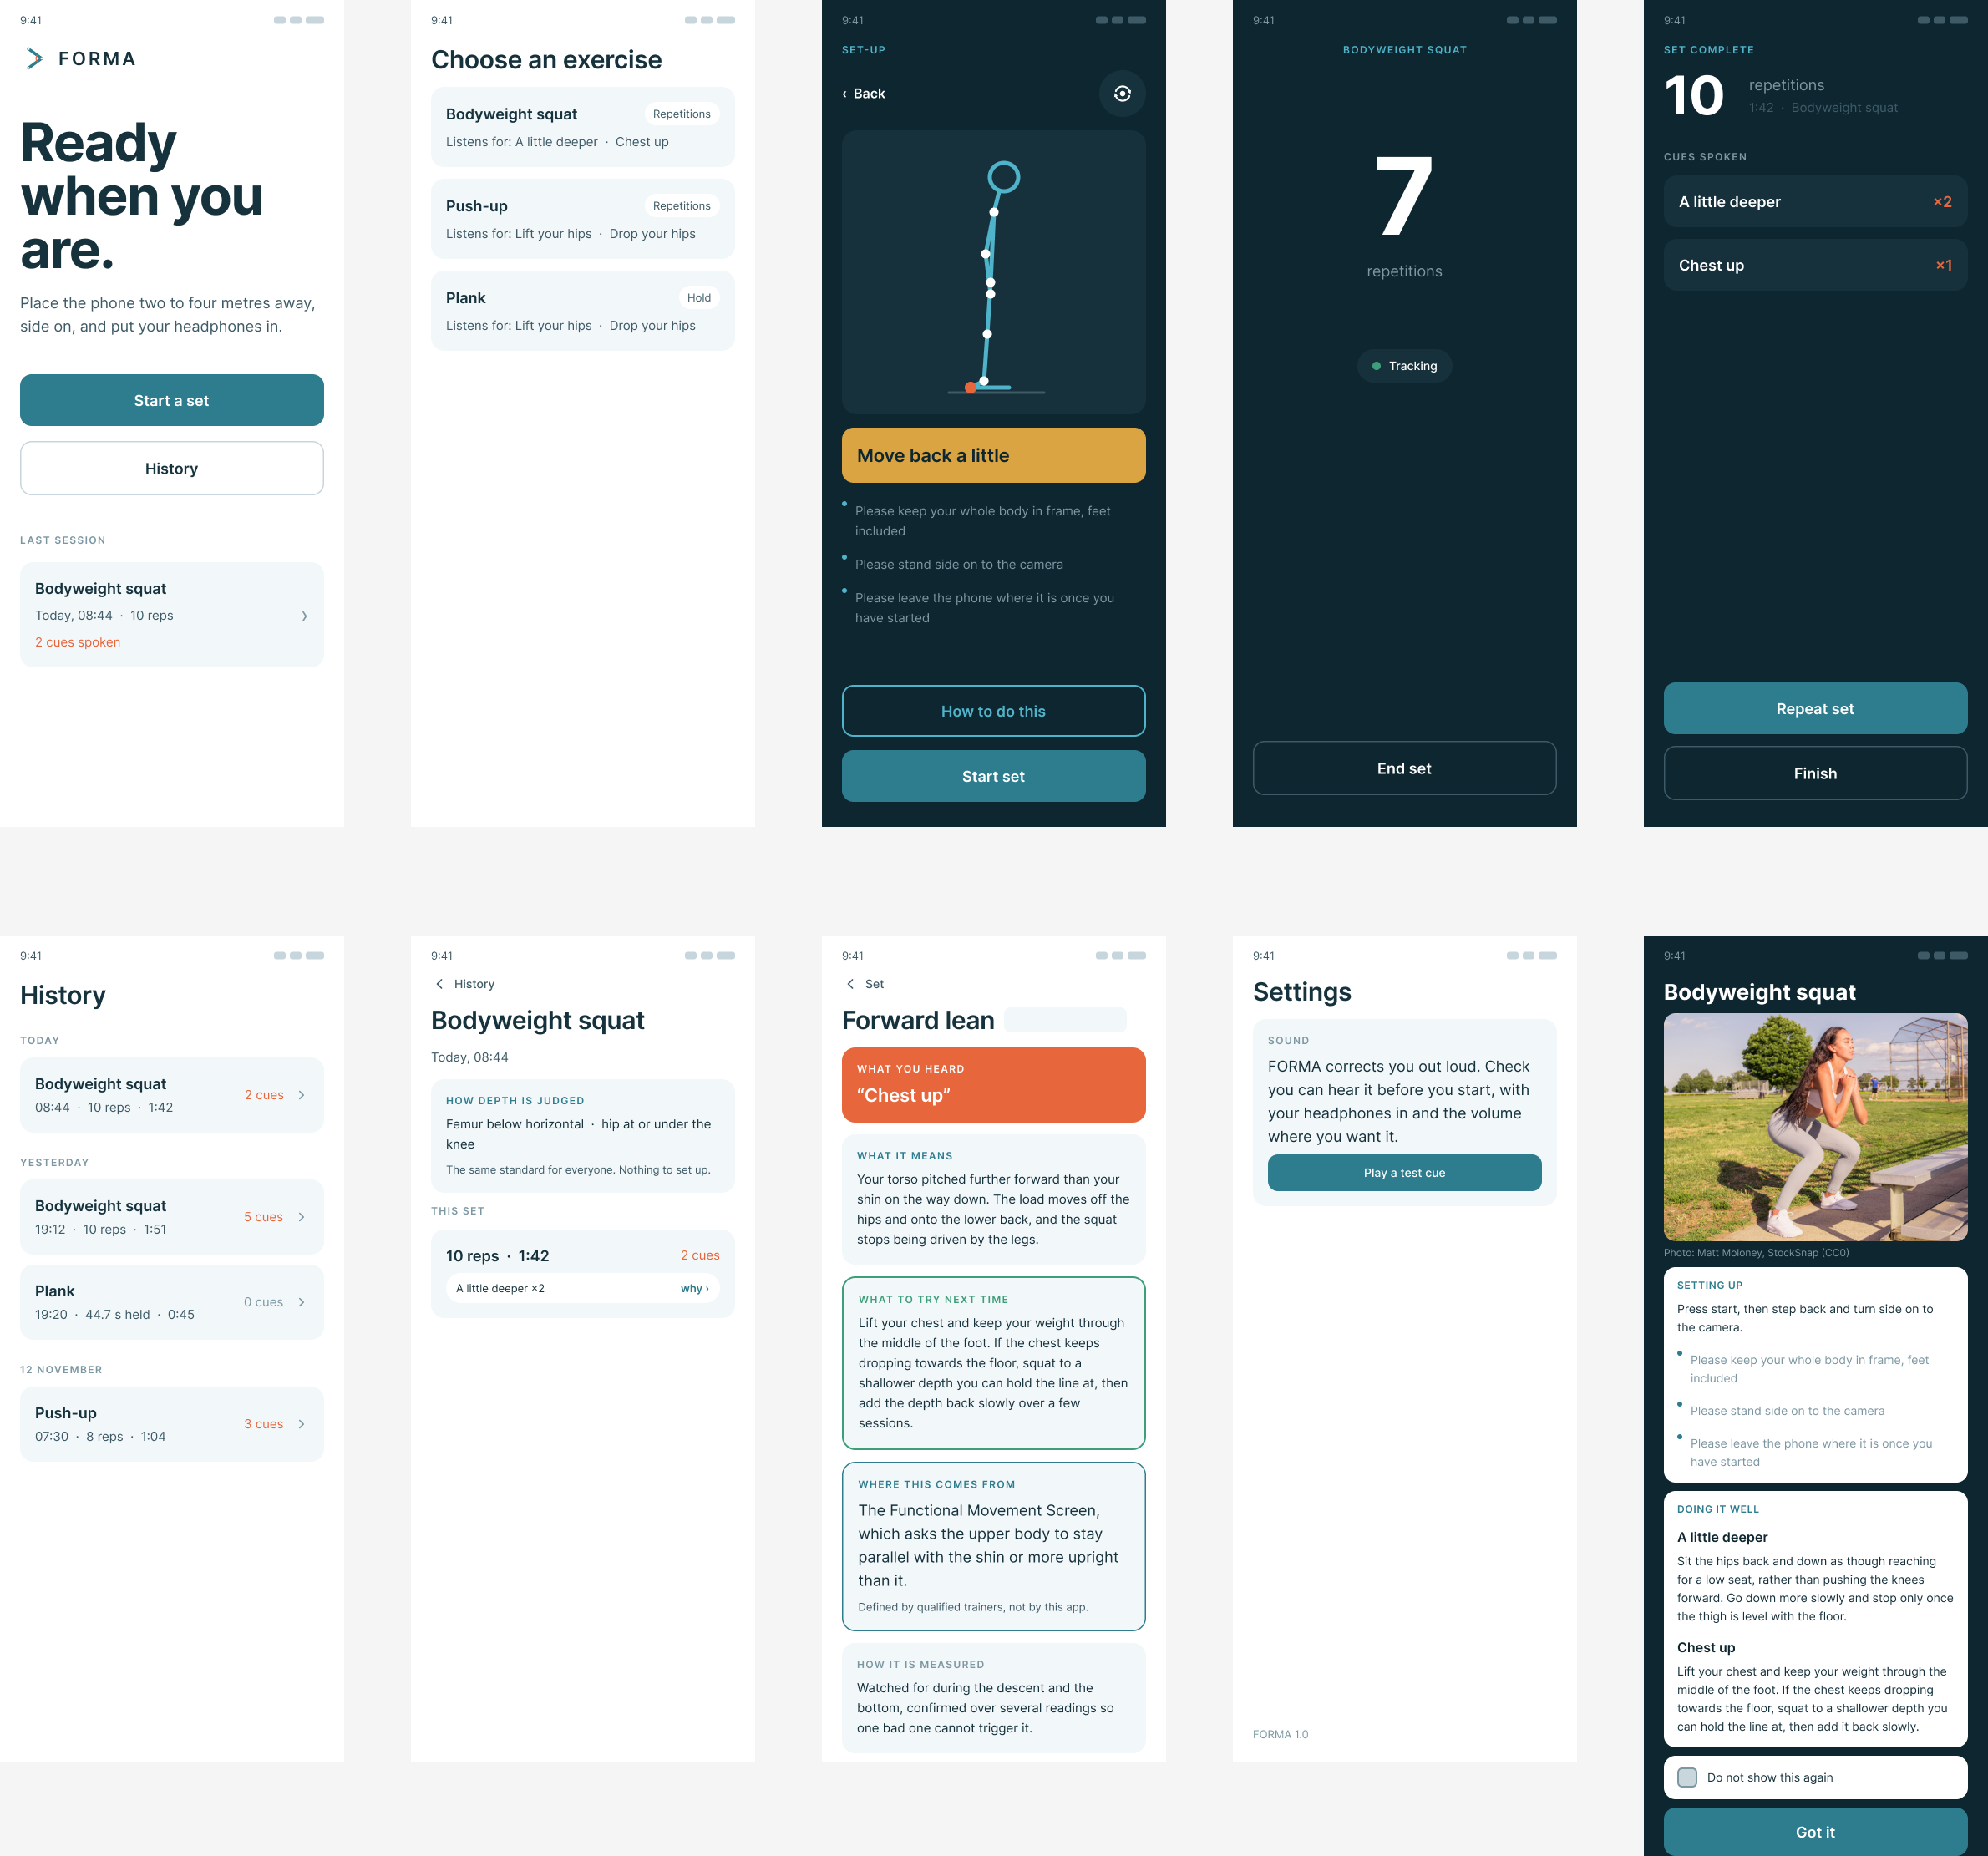 9:41
FORMA
Ready
when you
are.
Place the phone two to four metres away,
side on, and put your headphones in.
Start a set
History
LAST SESSION
Bodyweight squat
Today, 08:44 · 10 reps
2 cues spoken
9:41
Choose an exercise
Bodyweight squat
Repetitions
Listens for: A little deeper · Chest up
Push-up
Repetitions
Listens for: Lift your hips · Drop your hips
Plank
Hold
Listens for: Lift your hips · Drop your hips
9:41
SET-UP
‹ Back
Move back a little
Please keep your whole body in frame, feet
included
Please stand side on to the camera
Please leave the phone where it is once you
have started
How to do this
Start set
9:41
BODYWEIGHT SQUAT
7
repetitions
Tracking
End set
9:41
SET COMPLETE
10
repetitions
1:42 · Bodyweight squat
CUES SPOKEN
A little deeper
×2
Chest up
×1
Repeat set
Finish
9:41
History
TODAY
Bodyweight squat
08:44 · 10 reps · 1:42
2 cues
YESTERDAY
Bodyweight squat
19:12 · 10 reps · 1:51
5 cues
Plank
19:20 · 44.7 s held · 0:45
0 cues
12 NOVEMBER
Push-up
07:30 · 8 reps · 1:04
3 cues
9:41
History
Bodyweight squat
Today, 08:44
HOW DEPTH IS JUDGED
Femur below horizontal · hip at or under the
knee
The same standard for everyone. Nothing to set up.
THIS SET
10 reps · 1:42
2 cues
A little deeper ×2
why ›
9:41
Set
Forward lean
WHAT YOU HEARD
“Chest up”
WHAT IT MEANS
Your torso pitched further forward than your
shin on the way down. The load moves off the
hips and onto the lower back, and the squat
stops being driven by the legs.
WHAT TO TRY NEXT TIME
Lift your chest and keep your weight through
the middle of the foot. If the chest keeps
dropping towards the floor, squat to a
shallower depth you can hold the line at, then
add the depth back slowly over a few
sessions.
WHERE THIS COMES FROM
The Functional Movement Screen,
which asks the upper body to stay
parallel with the shin or more upright
than it.
Defined by qualified trainers, not by this app.
HOW IT IS MEASURED
Watched for during the descent and the
bottom, confirmed over several readings so
one bad one cannot trigger it.
9:41
Settings
SOUND
FORMA corrects you out loud. Check
you can hear it before you start, with
your headphones in and the volume
where you want it.
Play a test cue
FORMA 1.0
9:41
Bodyweight squat
Photo: Matt Moloney, StockSnap (CC0)
SETTING UP
Press start, then step back and turn side on to
the camera.
Please keep your whole body in frame, feet
included
Please stand side on to the camera
Please leave the phone where it is once you
have started
DOING IT WELL
A little deeper
Sit the hips back and down as though reaching
for a low seat, rather than pushing the knees
forward. Go down more slowly and stop only once
the thigh is level with the floor.
Chest up
Lift your chest and keep your weight through the
middle of the foot. If the chest keeps dropping
towards the floor, squat to a shallower depth you
can hold the line at, then add it back slowly.
Do not show this again
Got it